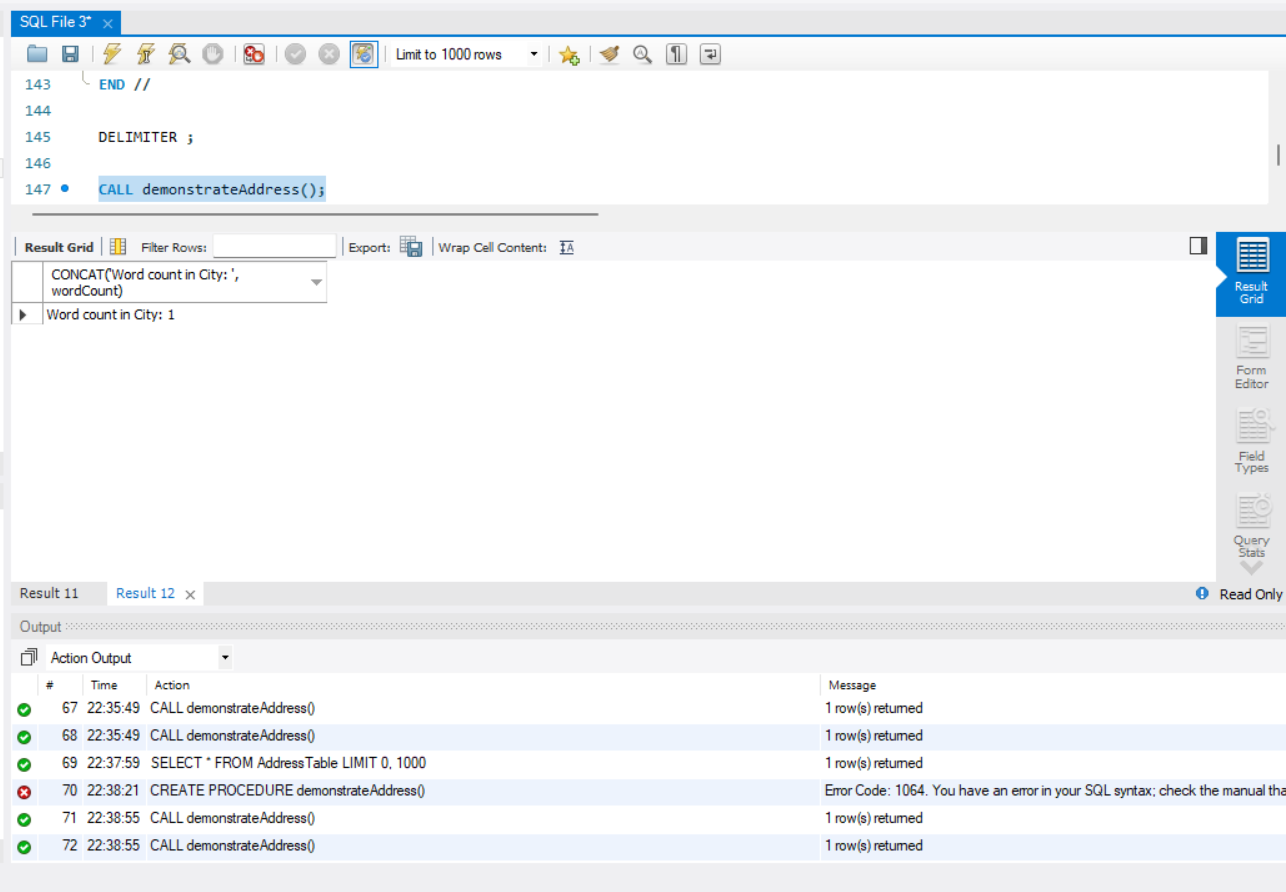 SQL File 3*
Limit to 1000 rows
143 END //
144
145 DELIMITER ;
146
147 CALL demonstrateAddress();
Result Grid Filter Rows: Export: Wrap Cell Content:
CONCAT('Word count in City: ',
wordCount)
Word count in City: 1
Result
Grid
Form
Editor
Field
Types
Query
Stats
Result 11 Result 12 Read Only
Output
Action Output
# Time Action Message
67 22:35:49 CALL demonstrateAddress() 1 row(s) returned
68 22:35:49 CALL demonstrateAddress() 1 row(s) returned
69 22:37:59 SELECT * FROM AddressTable LIMIT 0, 1000 1 row(s) returned
70 22:38:21 CREATE PROCEDURE demonstrateAddress() Error Code: 1064. You have an error in your SQL syntax; check the manual tha
71 22:38:55 CALL demonstrateAddress() 1 row(s) returned
72 22:38:55 CALL demonstrateAddress() 1 row(s) returned